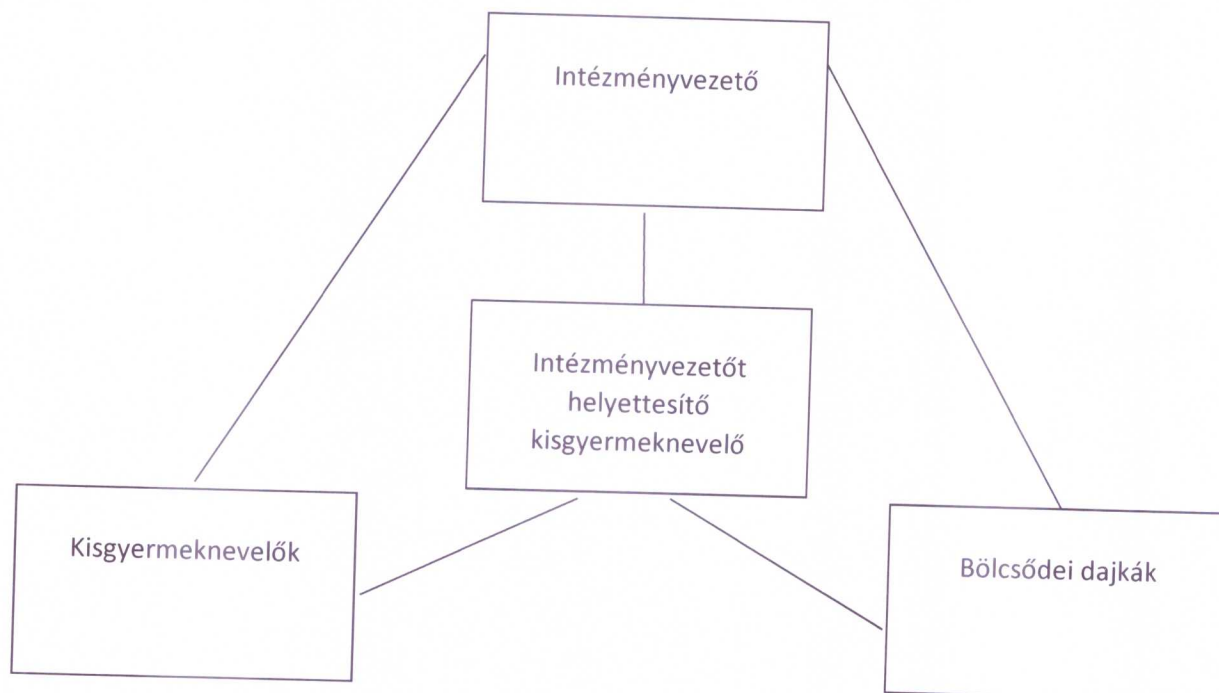 Intézményvezető
Intézményvezetőt
helyettesítő
kisgyermeknevelő
Kisgyermeknevelők
Bölcsődei dajkák